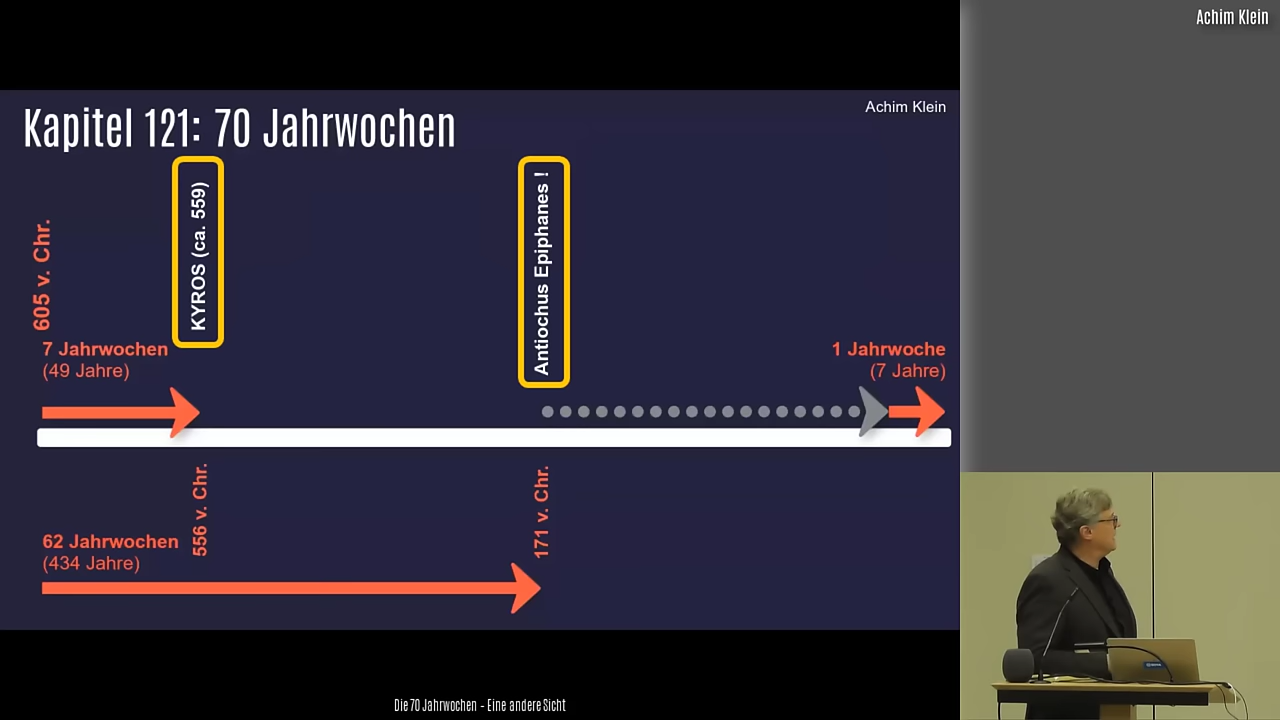 Achim Klein
Kapitel 121: 70 Jahrwochen
Achim Klein
KYROS (ca. 559)
Antiochus Epiphanes !
605 v. Chr.
7 Jahrwochen
(49 Jahre)
1 Jahrwoche
(7 Jahre)
556 v. Chr.
171 v. Chr.
62 Jahrwochen
(434 Jahre)
Die 70 Jahrwochen – Eine andere Sicht